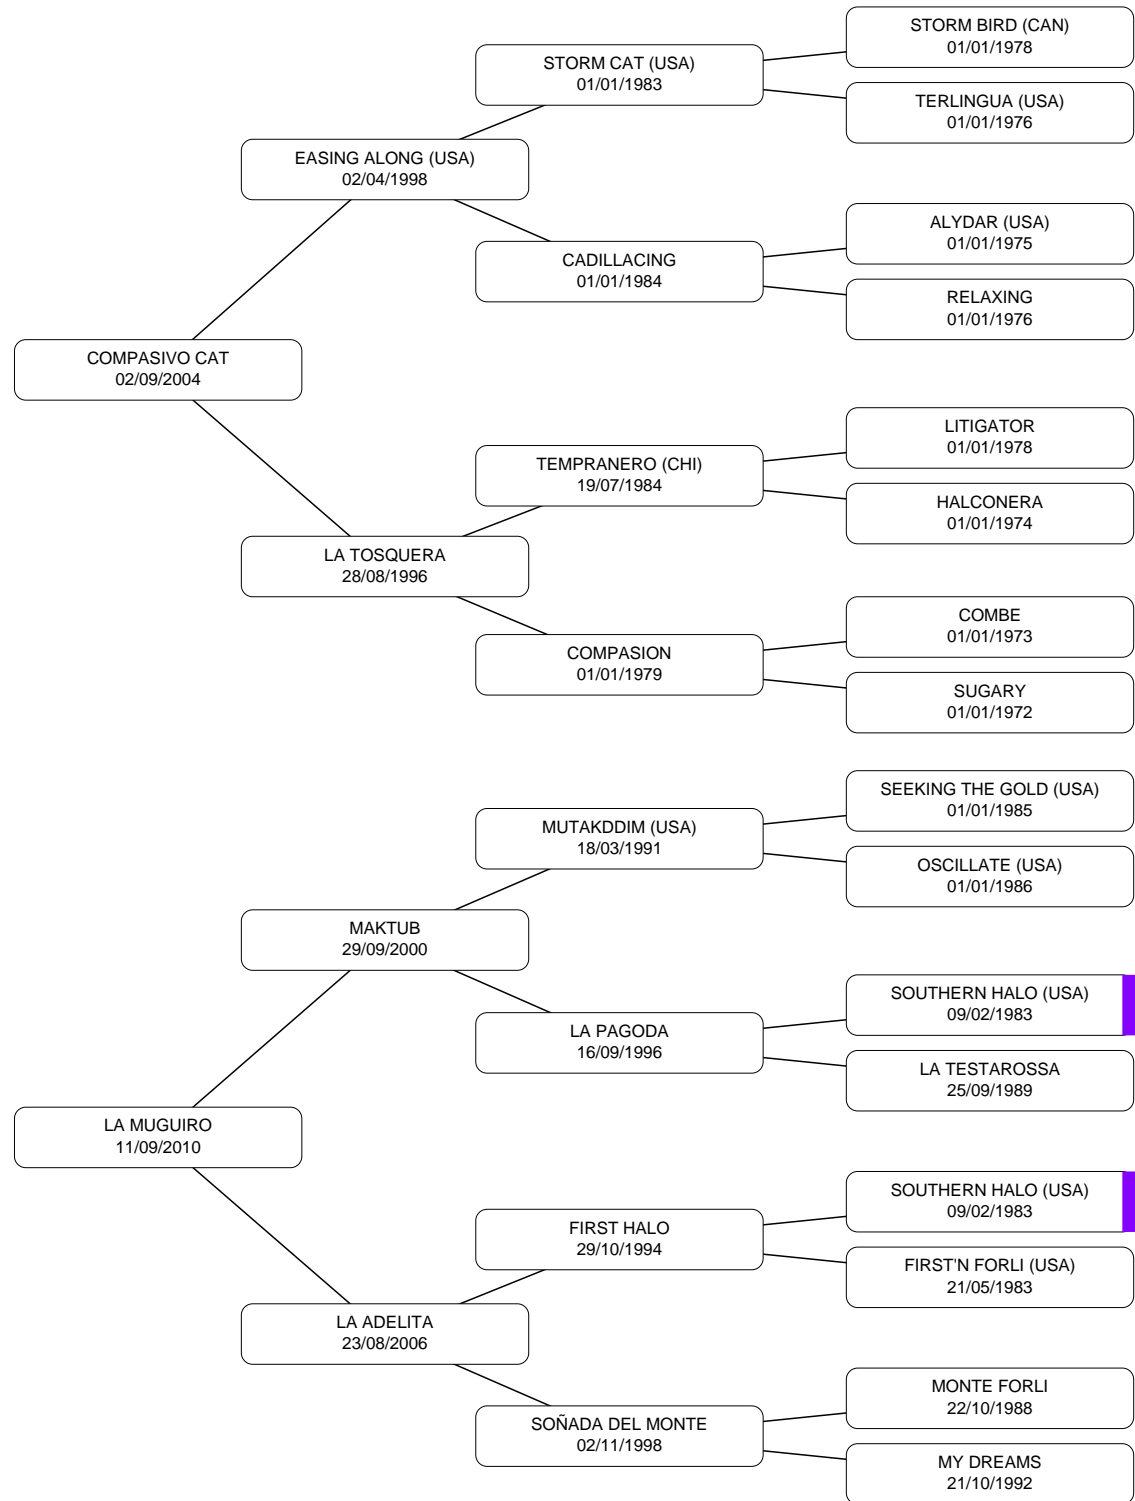 STORM BIRD (CAN)
01/01/1978
STORM CAT (USA)
01/01/1983
TERLINGUA (USA)
01/01/1976
EASING ALONG (USA)
02/04/1998
ALYDAR (USA)
01/01/1975
CADILLACING
01/01/1984
RELAXING
01/01/1976
COMPASIVO CAT
02/09/2004
LITIGATOR
01/01/1978
TEMPRANERO (CHI)
19/07/1984
HALCONERA
01/01/1974
LA TOSQUERA
28/08/1996
COMBE
01/01/1973
COMPASION
01/01/1979
SUGARY
01/01/1972
SEEKING THE GOLD (USA)
01/01/1985
MUTAKDDIM (USA)
18/03/1991
OSCILLATE (USA)
01/01/1986
MAKTUB
29/09/2000
SOUTHERN HALO (USA)
09/02/1983
LA PAGODA
16/09/1996
LA TESTAROSSA
25/09/1989
LA MUGUIRO
11/09/2010
SOUTHERN HALO (USA)
09/02/1983
FIRST HALO
29/10/1994
FIRST'N FORLI (USA)
21/05/1983
LA ADELITA
23/08/2006
MONTE FORLI
22/10/1988
SOÑADA DEL MONTE
02/11/1998
MY DREAMS
21/10/1992